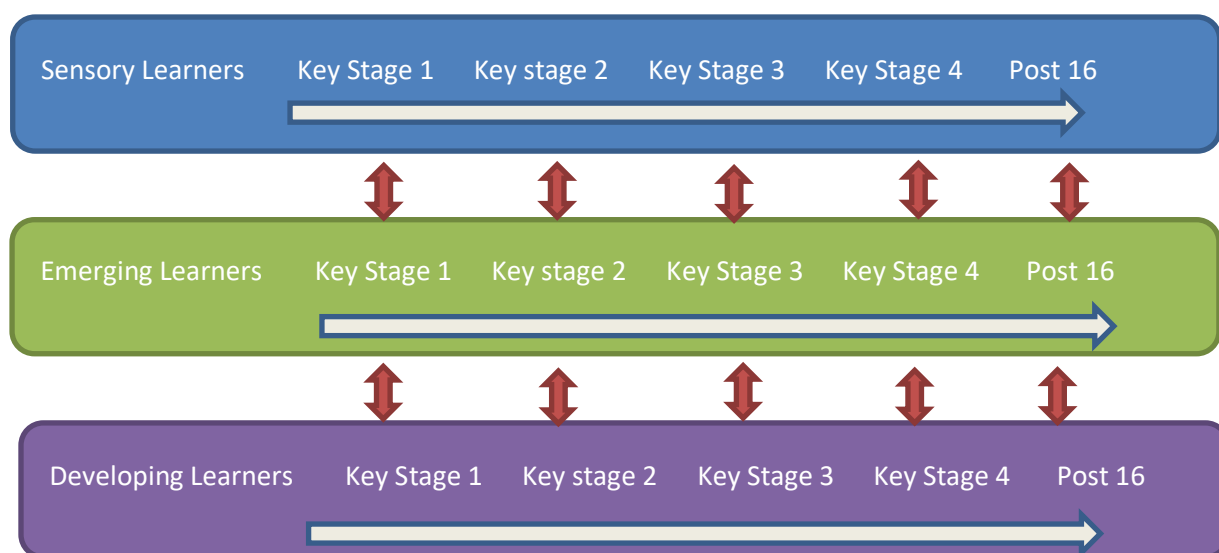 Sensory Learners Key Stage 1 Key stage 2 Key Stage 3 Key Stage 4 Post 16
Emerging Learners Key Stage 1 Key stage 2 Key Stage 3 Key Stage 4 Post 16
Developing Learners Key Stage 1 Key stage 2 Key Stage 3 Key Stage 4 Post 16